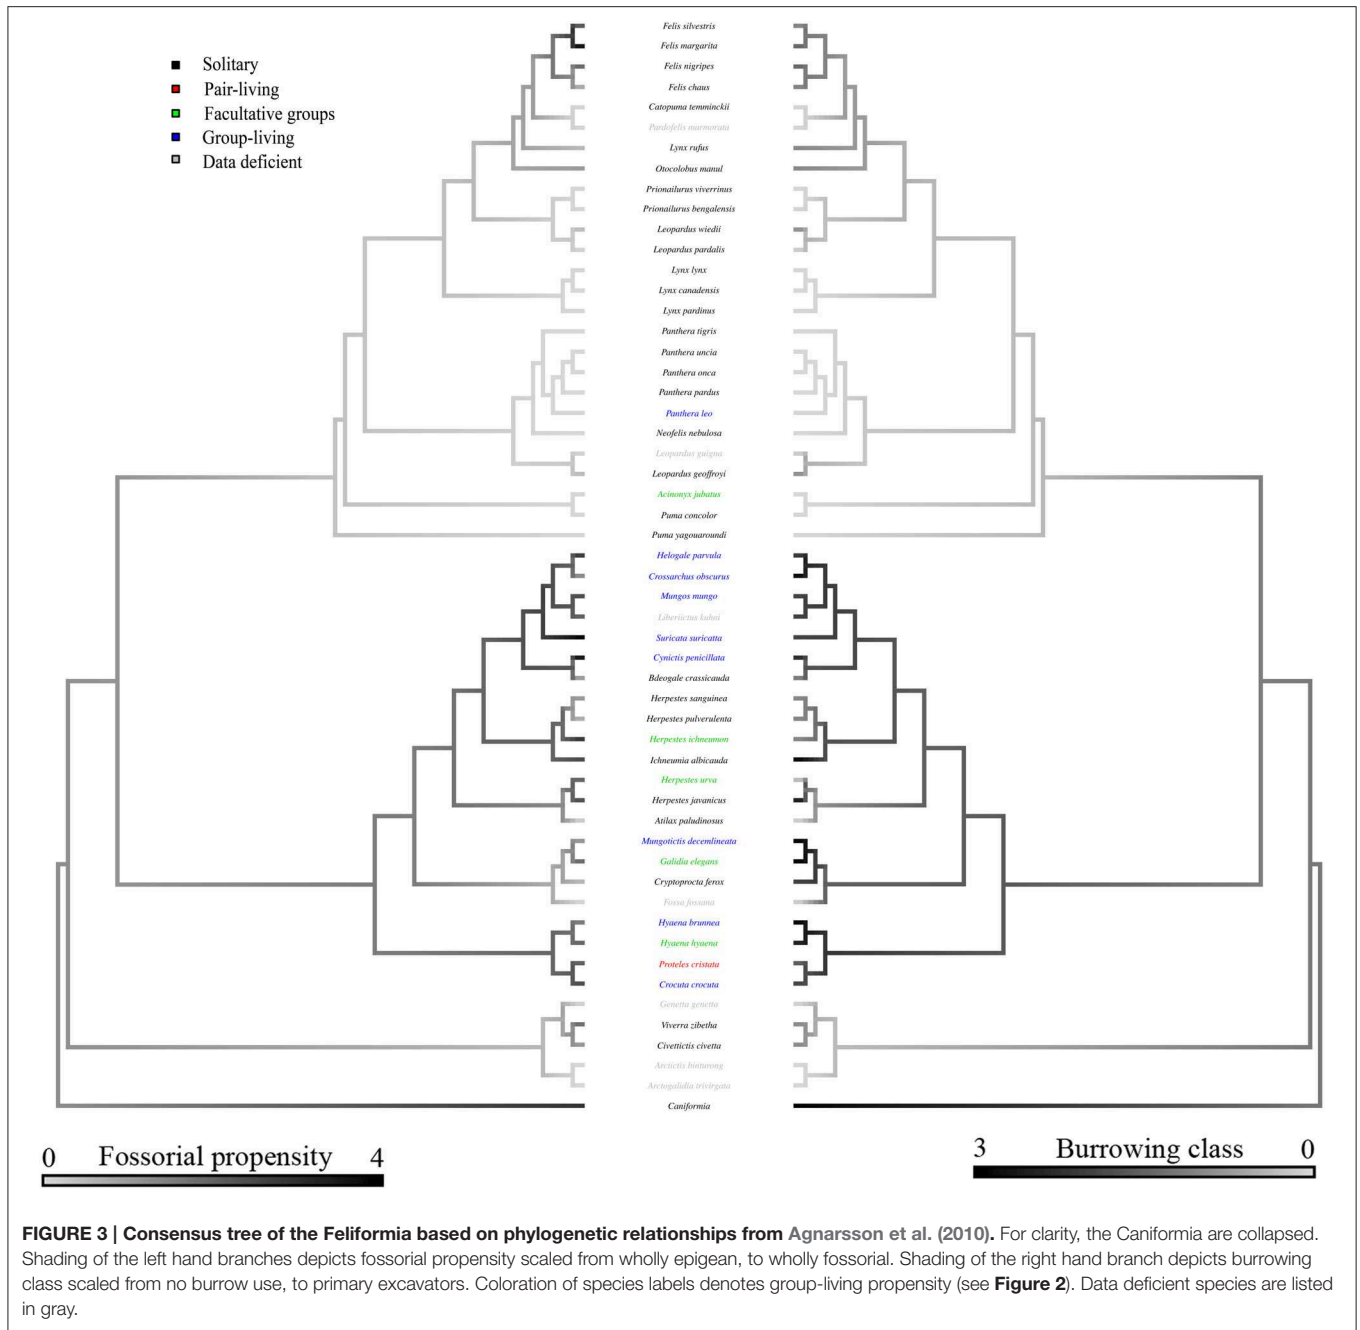 Solitary
Pair-living
Facultative groups
Group-living
Data deficient
Felis silvestris
Felis margarita
Felis nigripes
Felis chaus
Catopuma temminckii
Pardofelis marmorata
Lynx rufus
Otocolobus manul
Prionailurus viverrinus
Prionailurus bengalensis
Leopardus wiedii
Leopardus pardalis
Lynx lynx
Lynx canadensis
Lynx pardinus
Panthera tigris
Panthera uncia
Panthera onca
Panthera pardus
Panthera leo
Neofelis nebulosa
Leopardus guigna
Leopardus geoffroyi
Acinonyx jubatus
Puma concolor
Puma yagouaroundi
Helogale parvula
Crossarchus obscurus
Mungos mungo
Liberiictus kuhni
Suricata suricatta
Cynictis penicillata
Bdeogale crassicauda
Herpestes sanguinea
Herpestes pulverulenta
Herpestes ichneumon
Ichneumia albicauda
Herpestes urva
Herpestes javanicus
Atilax paludinosus
Mungotictis decemlineata
Galidia elegans
Cryptoprocta ferox
Fossa fossana
Hyaena brunnea
Hyaena hyaena
Proteles cristata
Crocuta crocuta
Genetta genetta
Viverra zibetha
Civettictis civetta
Arctictis binturong
Arctogalidia trivirgata
Caniformia
0 Fossorial propensity 4
3 Burrowing class 0
FIGURE 3 | Consensus tree of the Feliformia based on phylogenetic relationships from Agnarsson et al. (2010). For clarity, the Caniformia are collapsed.
Shading of the left hand branches depicts fossorial propensity scaled from wholly epigean, to wholly fossorial. Shading of the right hand branch depicts burrowing
class scaled from no burrow use, to primary excavators. Coloration of species labels denotes group-living propensity (see Figure 2). Data deficient species are listed
in gray.